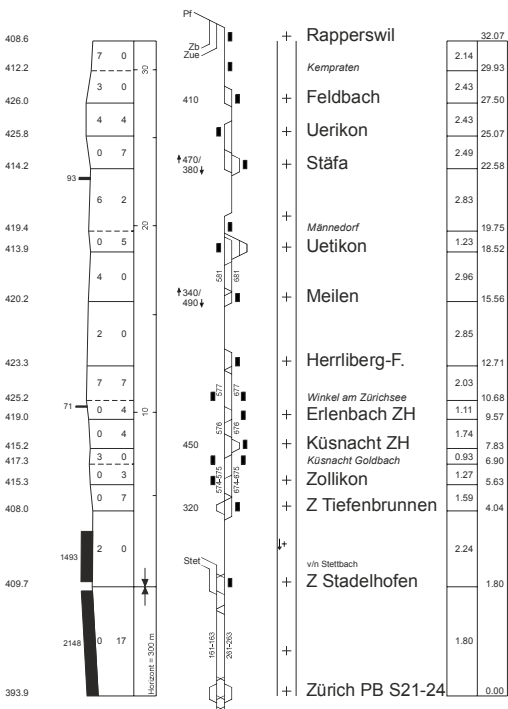 Pf
408.6 + Rapperswil 32.07
Zb
Zue
7 0 2.14
412.2 30 Kempraten 29.93
3 0 2.43
426.0 410 + Feldbach 27.50
4 4 2.43
425.8 + Uerikon 25.07
0 7 2.49
414.2 ↑470/ 380↓ + Stäfa 22.58
93
6 2 2.83
20 +
419.4 Männedorf 19.75
0 5 1.23
413.9 + Uetikon 18.52
4 0 581 681 2.96
420.2 ↑340/ 490↓ + Meilen 15.56
2 0 2.85
423.3 + Herrliberg-F. 12.71
7 7 577 677 2.03
425.2 Winkel am Zürichsee 10.68
71 0 4 10 1.11
419.0 + Erlenbach ZH 9.57
0 4 576 676 1.74
415.2 450 + Küsnacht ZH 7.83
3 0 0.93
417.3 Küsnacht Goldbach 6.90
0 3 574-575 674-675 1.27
415.3 + Zollikon 5.63
0 7 1.59
408.0 320 + Z Tiefenbrunnen 4.04
1493 2 0 ↓+ 2.24
Stet v/n Stettbach
409.7 + Z Stadelhofen 1.80
2148 0 17 Horizont = 300 m 161-163 261-263 + 1.80
393.9 + Zürich PB S21-24 0.00